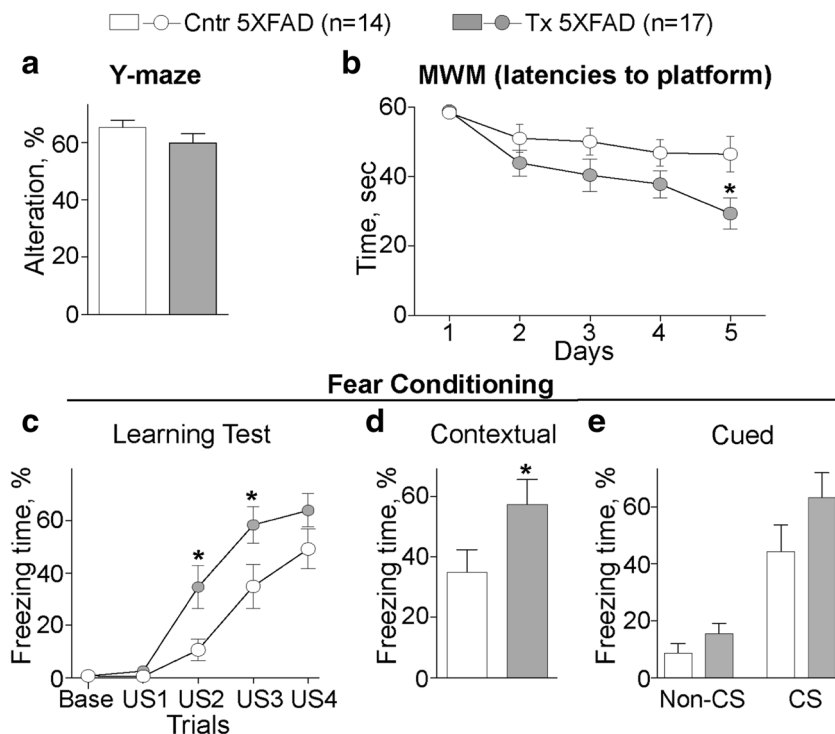 Cntr 5XFAD (n=14) Tx 5XFAD (n=17)
a Y-maze
Alteration, %
60
40
20
0
b MWM (latencies to platform)
Time, sec
60
40
20
0
1 2 3 4 5
Days
*
Fear Conditioning
c Learning Test
Freezing time, %
60
40
20
0
* *
Base US1 US2 US3 US4
Trials
d Contextual
Freezing time, %
60
40
20
0
*
e Cued
Freezing time, %
60
40
20
0
Non-CS CS